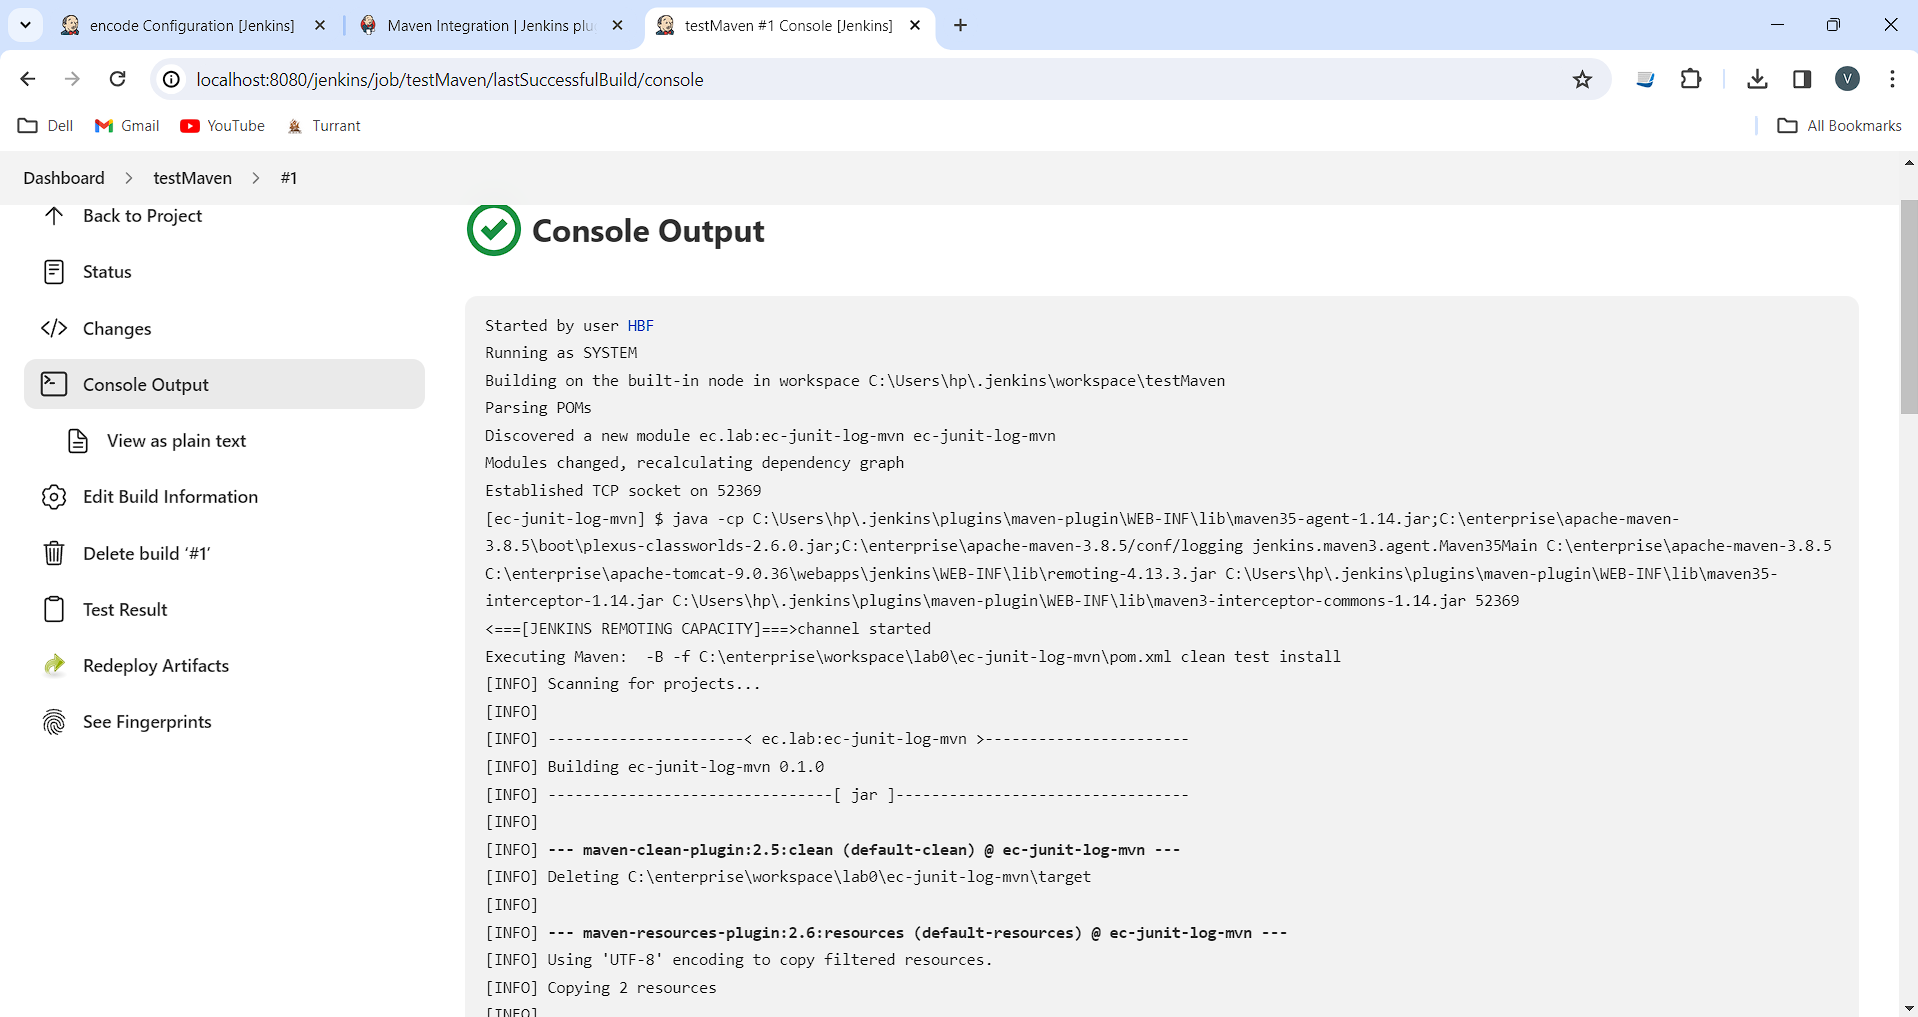 encode Configuration [Jenkins]
Maven Integration | Jenkins plu
testMaven #1 Console [Jenkins]
localhost:8080/jenkins/job/testMaven/lastSuccessfulBuild/console
V
Dell
Gmail
YouTube
Turrant
All Bookmarks
Dashboard
testMaven
#1
Back to Project
Status
Changes
Console Output
View as plain text
Edit Build Information
Delete build ‘#1’
Test Result
Redeploy Artifacts
See Fingerprints
Console Output
Started by user HBF
Running as SYSTEM
Building on the built-in node in workspace C:\Users\hp\.jenkins\workspace\testMaven
Parsing POMs
Discovered a new module ec.lab:ec-junit-log-mvn ec-junit-log-mvn
Modules changed, recalculating dependency graph
Established TCP socket on 52369
[ec-junit-log-mvn] $ java -cp C:\Users\hp\.jenkins\plugins\maven-plugin\WEB-INF\lib\maven35-agent-1.14.jar;C:\enterprise\apache-maven-
3.8.5\boot\plexus-classworlds-2.6.0.jar;C:\enterprise\apache-maven-3.8.5/conf/logging jenkins.maven3.agent.Maven35Main C:\enterprise\apache-maven-3.8.5
C:\enterprise\apache-tomcat-9.0.36\webapps\jenkins\WEB-INF\lib\remoting-4.13.3.jar C:\Users\hp\.jenkins\plugins\maven-plugin\WEB-INF\lib\maven35-
interceptor-1.14.jar C:\Users\hp\.jenkins\plugins\maven-plugin\WEB-INF\lib\maven3-interceptor-commons-1.14.jar 52369
<===[JENKINS REMOTING CAPACITY]===>channel started
Executing Maven:  -B -f C:\enterprise\workspace\lab0\ec-junit-log-mvn\pom.xml clean test install
[INFO] Scanning for projects...
[INFO]
[INFO] ----------------------< ec.lab:ec-junit-log-mvn >-----------------------
[INFO] Building ec-junit-log-mvn 0.1.0
[INFO] --------------------------------[ jar ]---------------------------------
[INFO]
[INFO] --- maven-clean-plugin:2.5:clean (default-clean) @ ec-junit-log-mvn ---
[INFO] Deleting C:\enterprise\workspace\lab0\ec-junit-log-mvn\target
[INFO]
[INFO] --- maven-resources-plugin:2.6:resources (default-resources) @ ec-junit-log-mvn ---
[INFO] Using 'UTF-8' encoding to copy filtered resources.
[INFO] Copying 2 resources
[INFO]